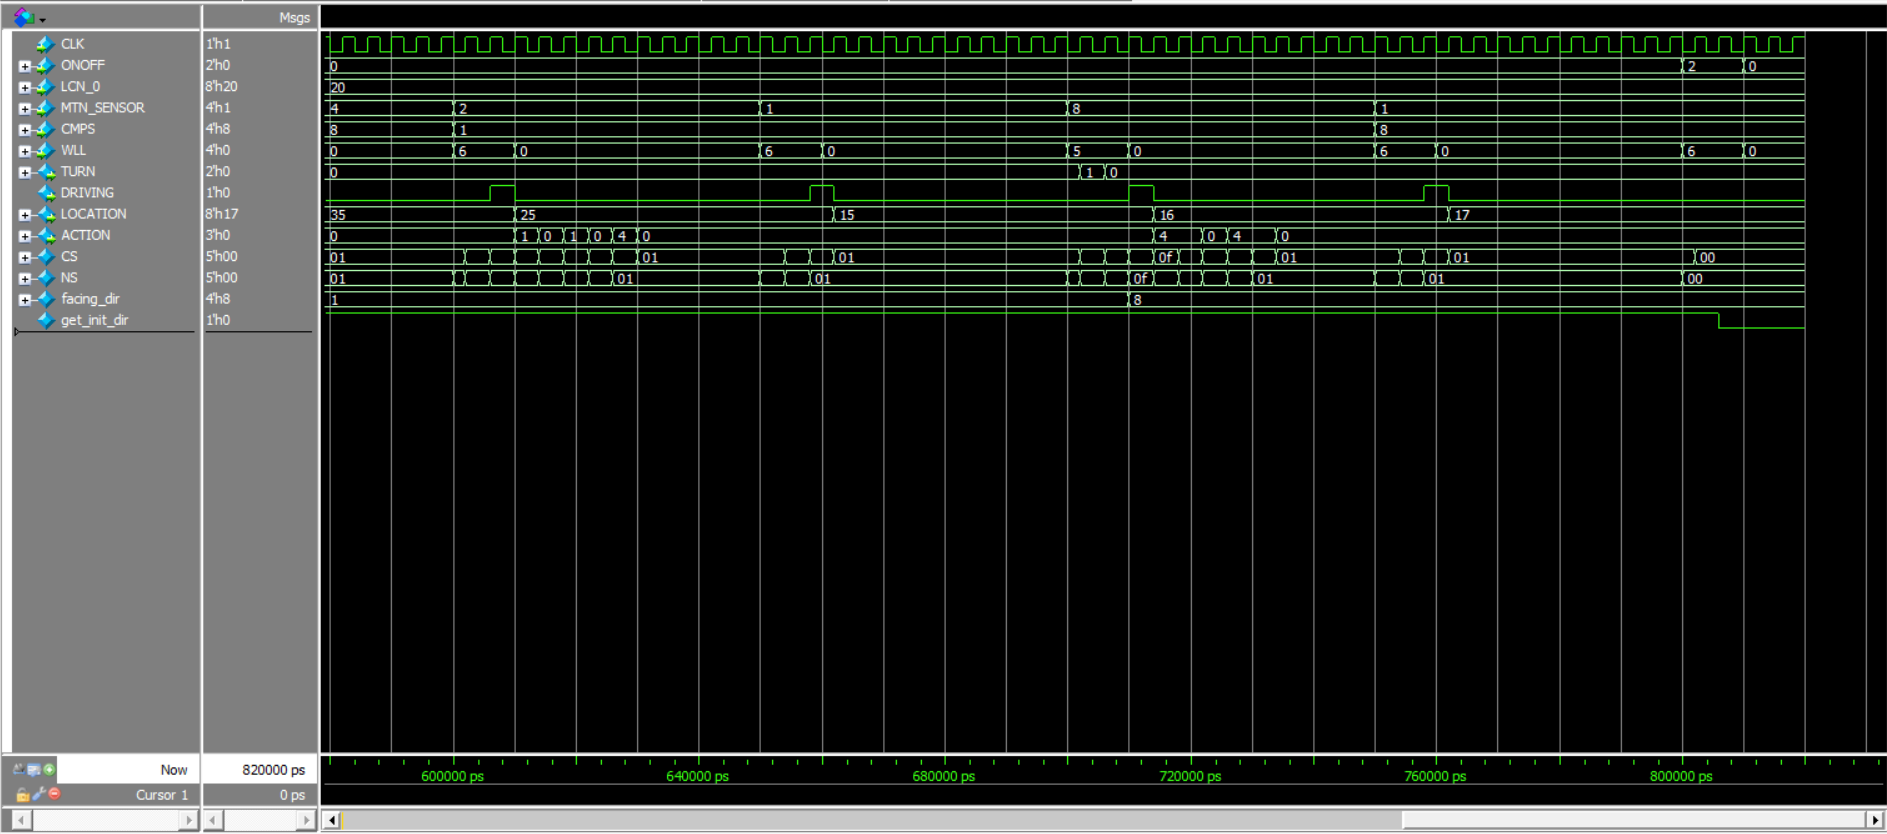 Msgs
CLK 1'h1
ONOFF 2'h0 0 2 0
LCN_0 8'h20 20
MTN_SENSOR 4'h1 4 2 1 8 1
CMPS 4'h8 8 1 8
WLL 4'h0 0 6 0 6 0 5 0 6 0 6 0
TURN 2'h0 0 1 0
DRIVING 1'h0
LOCATION 8'h17 35 25 15 16 17
ACTION 3'h0 0 1 0 1 0 4 0 4 0 4 0
CS 5'h00 01 01 01 0f 01 01 00
NS 5'h00 01 01 01 0f 01 01 00
facing_dir 4'h8 1 8
get_init_dir 1'h0
Now 820000 ps 600000 ps 640000 ps 680000 ps 720000 ps 760000 ps 800000 ps
Cursor 1 0 ps